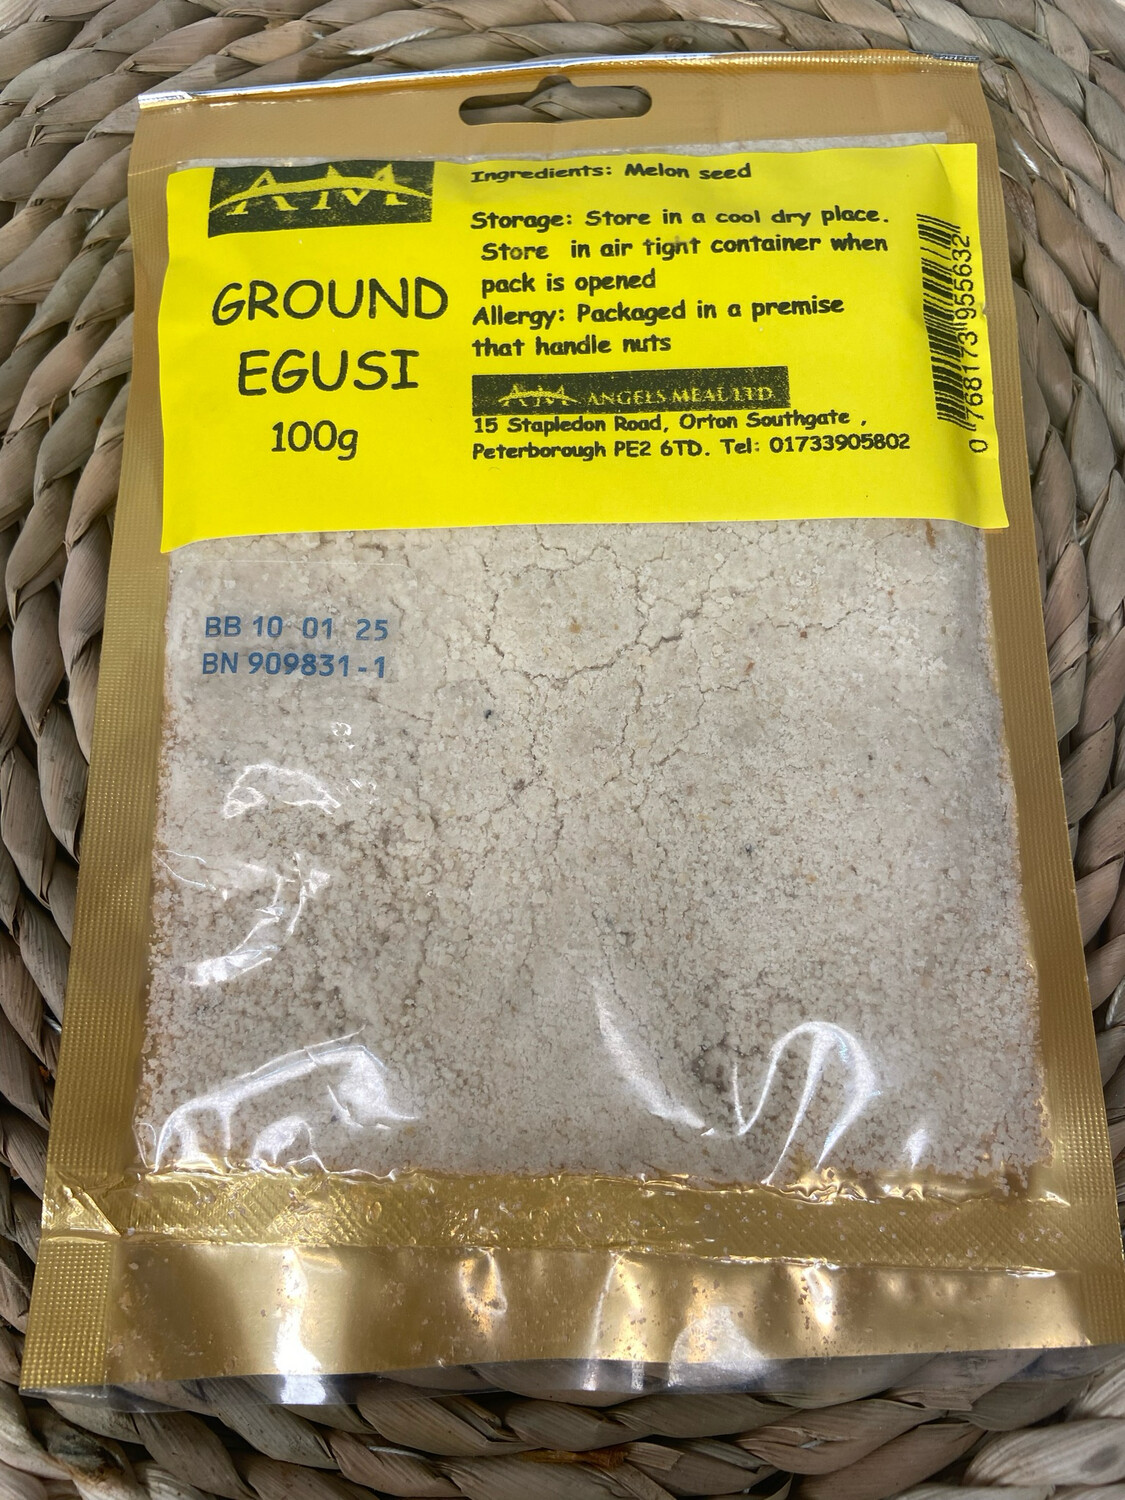 AM
GROUND
EGUSI
100g
Ingredients: Melon seed
Storage: Store in a cool dry place.
Store in air tight container when
pack is opened
Allergy: Packaged in a premise
that handle nuts
AM ANGELS MEAL LTD
15 Stapledon Road, Orton Southgate ,
Peterborough PE2 6TD. Tel: 01733905802
0 768173 955632
BB 10 01 25
BN 909831-1